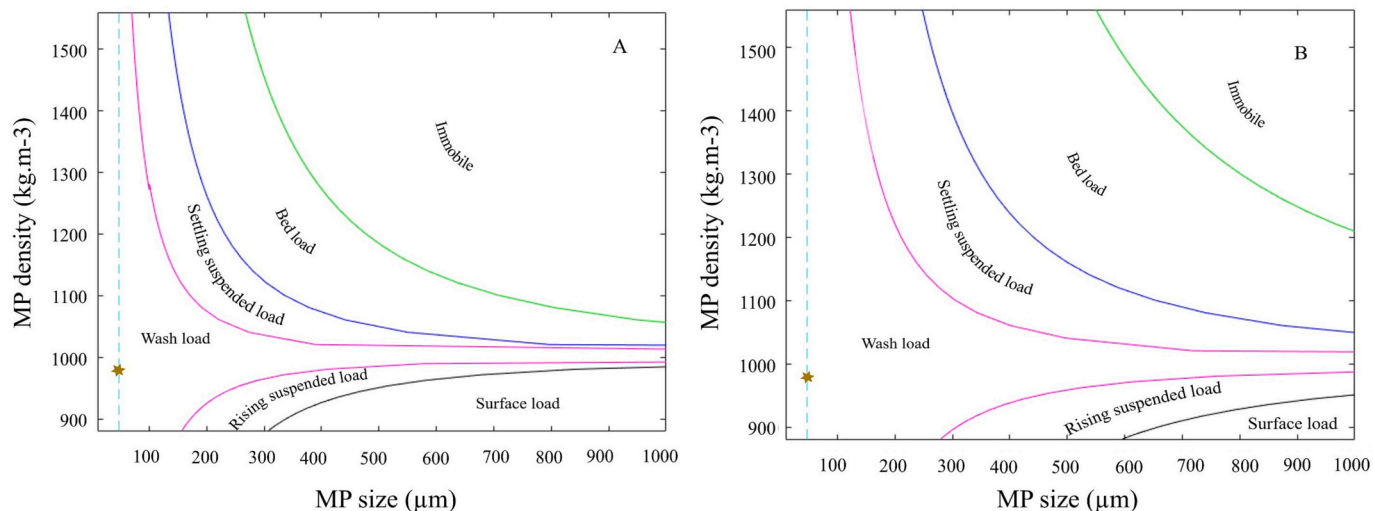 A
1500
1400
1300
1200
1100
1000
900
MP density (kg.m-3)
Immobile
Bed load
Settling suspended load
Wash load
Rising suspended load
Surface load
100 200 300 400 500 600 700 800 900 1000
MP size (µm)
B
1500
1400
1300
1200
1100
1000
900
MP density (kg.m-3)
Immobile
Bed load
Settling suspended load
Wash load
Rising suspended load
Surface load
100 200 300 400 500 600 700 800 900 1000
MP size (µm)